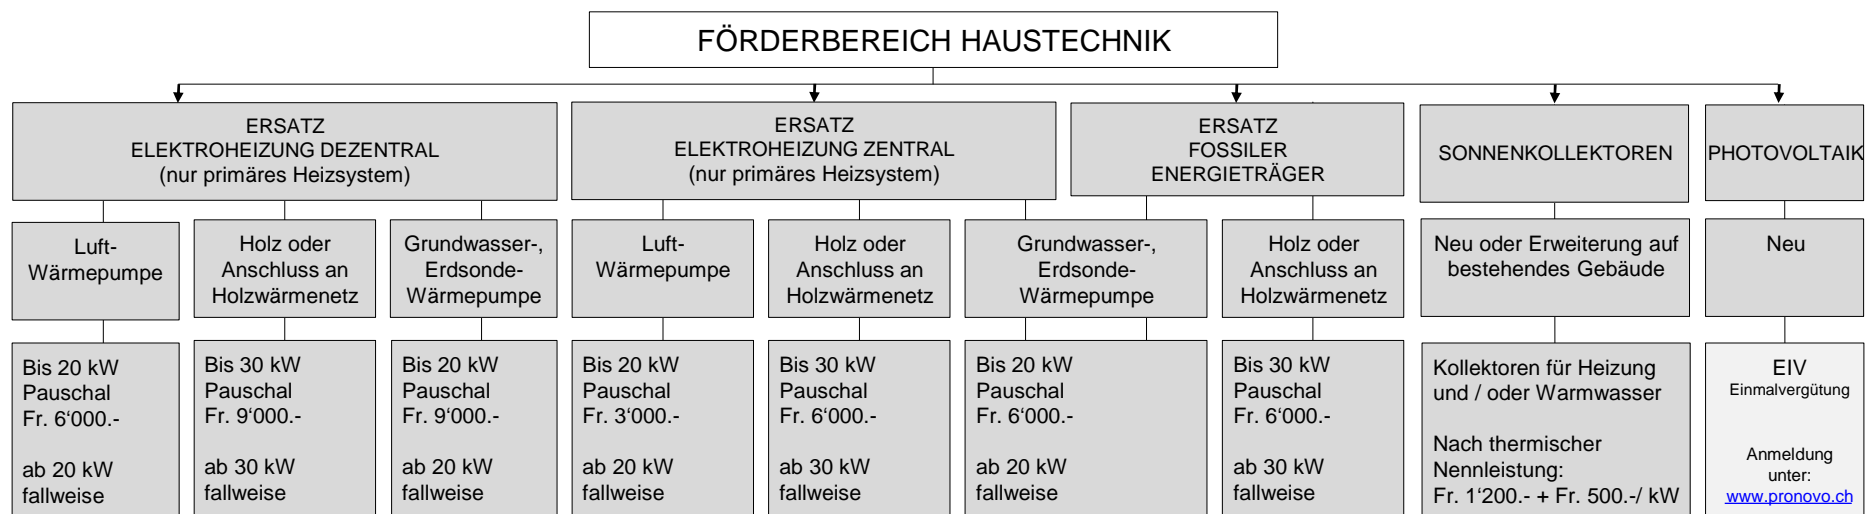 FÖRDERBEREICH HAUSTECHNIK
ERSATZ
ELEKTROHEIZUNG DEZENTRAL
(nur primäres Heizsystem)
ERSATZ
ELEKTROHEIZUNG ZENTRAL
(nur primäres Heizsystem)
ERSATZ
FOSSILER
ENERGIETRÄGER
SONNENKOLLEKTOREN
PHOTOVOLTAIK
Luft-
Wärmepumpe
Holz oder
Anschluss an
Holzwärmenetz
Grundwasser-,
Erdsonde-
Wärmepumpe
Luft-
Wärmepumpe
Holz oder
Anschluss an
Holzwärmenetz
Grundwasser-,
Erdsonde-
Wärmepumpe
Holz oder
Anschluss an
Holzwärmenetz
Neu oder Erweiterung auf
bestehendes Gebäude
Neu
Bis 20 kW
Pauschal
Fr. 6‘000.-
ab 20 kW
fallweise
Bis 30 kW
Pauschal
Fr. 9‘000.-
ab 30 kW
fallweise
Bis 20 kW
Pauschal
Fr. 9‘000.-
ab 20 kW
fallweise
Bis 20 kW
Pauschal
Fr. 3‘000.-
ab 20 kW
fallweise
Bis 30 kW
Pauschal
Fr. 6‘000.-
ab 30 kW
fallweise
Bis 20 kW
Pauschal
Fr. 6‘000.-
ab 20 kW
fallweise
Bis 30 kW
Pauschal
Fr. 6‘000.-
ab 30 kW
fallweise
Kollektoren für Heizung
und / oder Warmwasser
Nach thermischer
Nennleistung:
Fr. 1‘200.- + Fr. 500.-/ kW
EIV
Einmalvergütung
Anmeldung
unter:
www.pronovo.ch